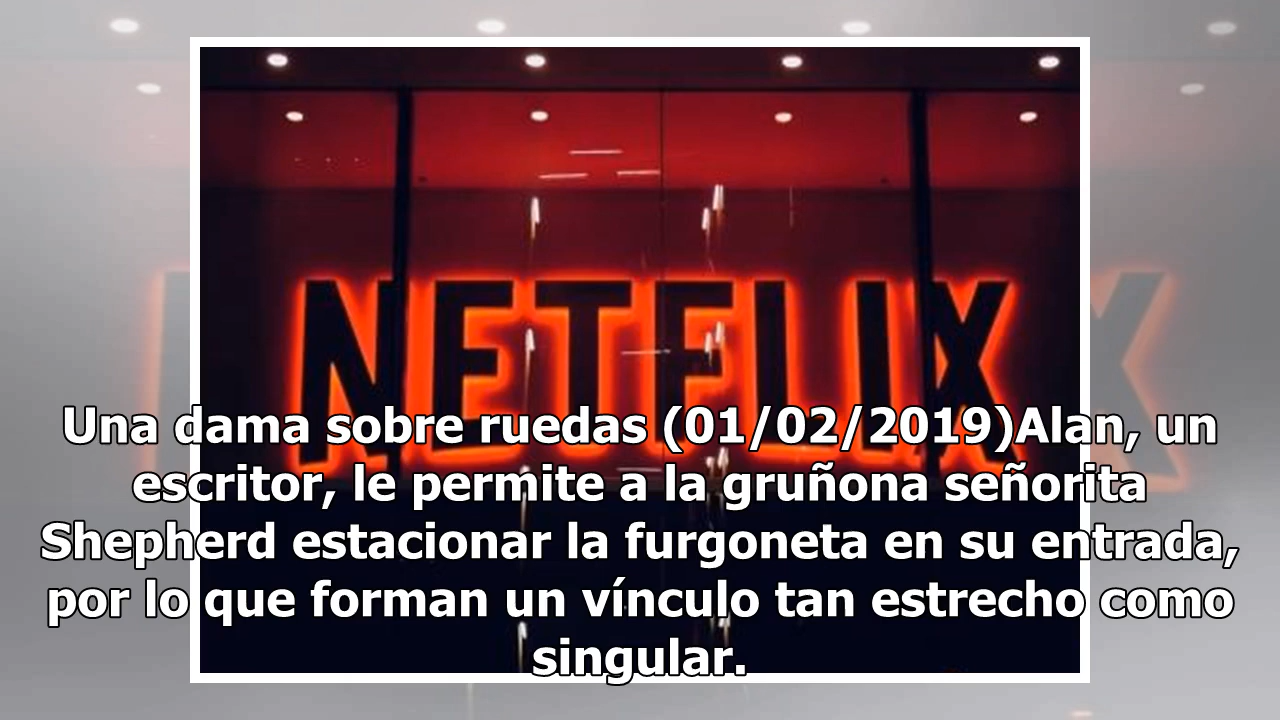 NETFLIX
Una dama sobre ruedas (01/02/2019)Alan, un
escritor, le permite a la gruñona señorita
Shepherd estacionar la furgoneta en su entrada,
por lo que forman un vínculo tan estrecho como
singular.